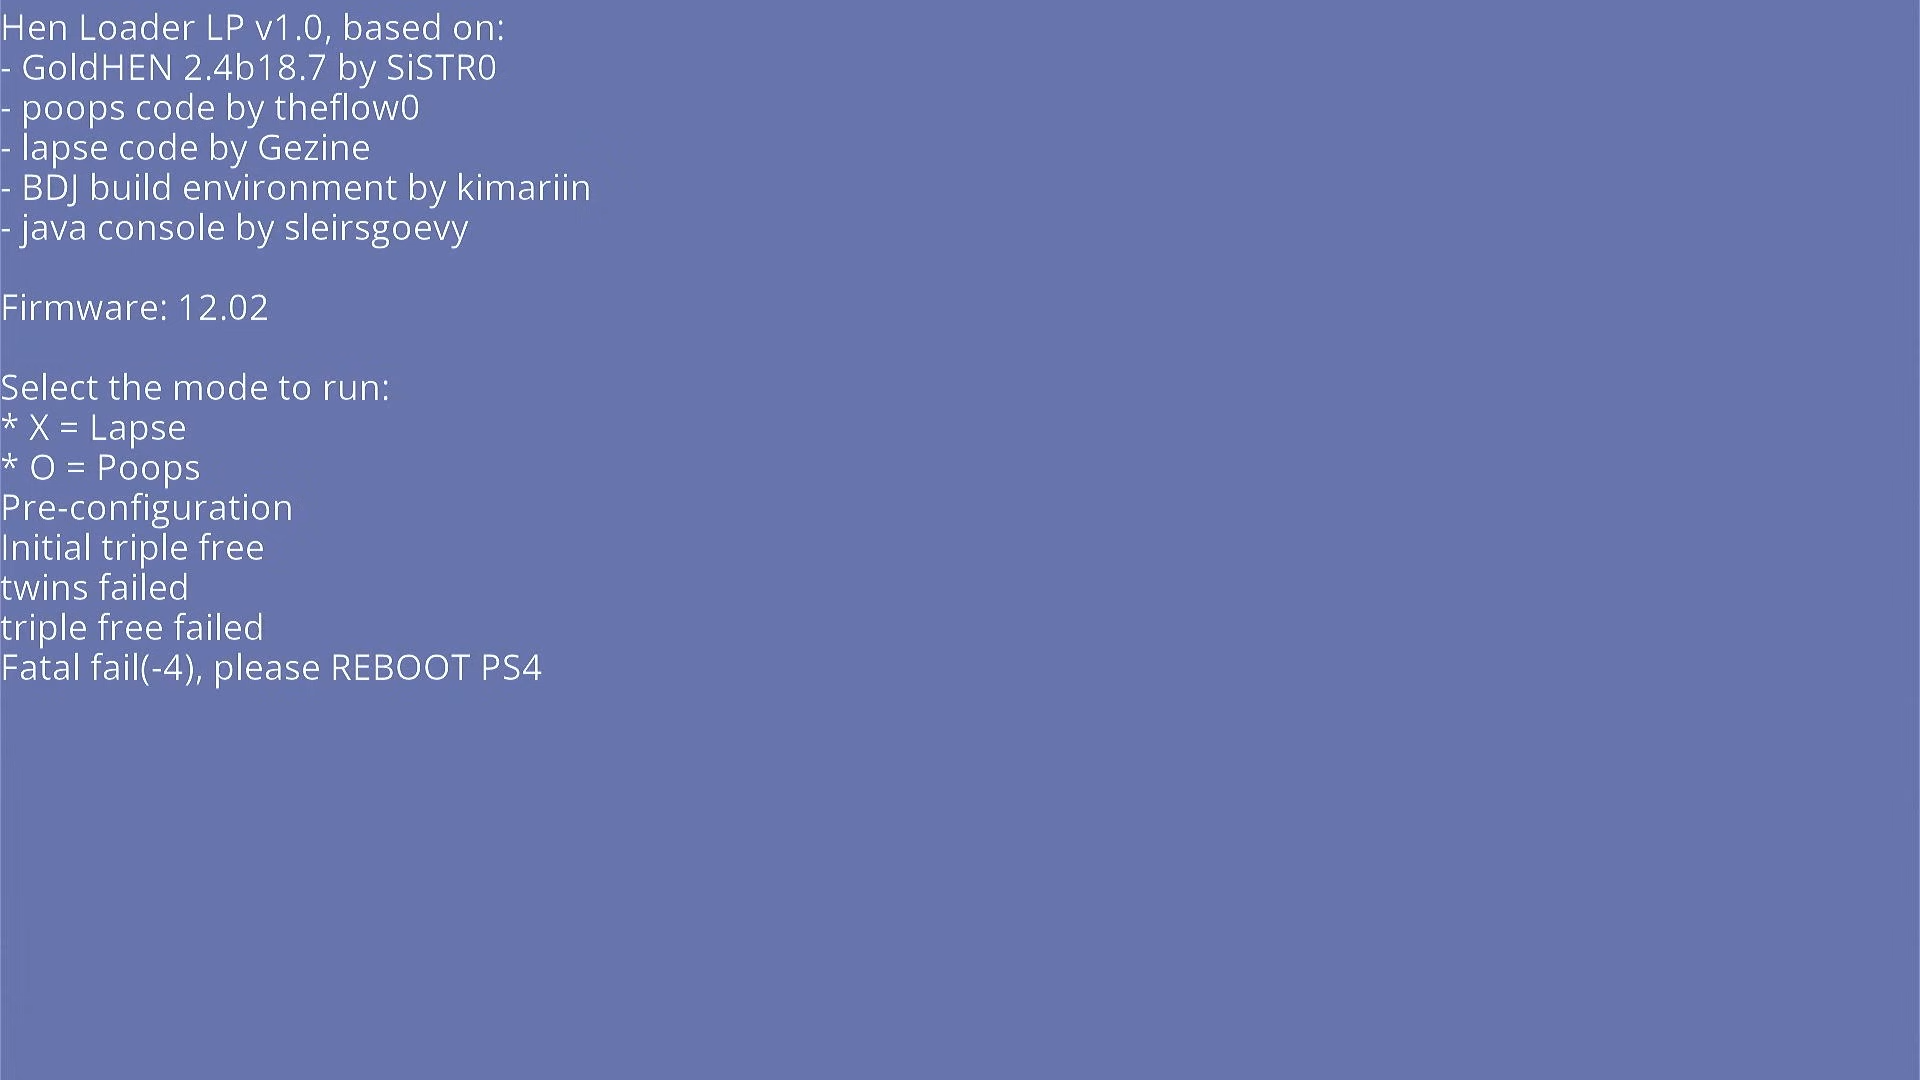 Hen Loader LP v1.0, based on:
- GoldHEN 2.4b18.7 by SiSTR0
- poops code by theflow0
- lapse code by Gezine
- BDJ build environment by kimariin
- java console by sleirsgoevy
Firmware: 12.02
Select the mode to run:
* X = Lapse
* O = Poops
Pre-configuration
Initial triple free
twins failed
triple free failed
Fatal fail(-4), please REBOOT PS4